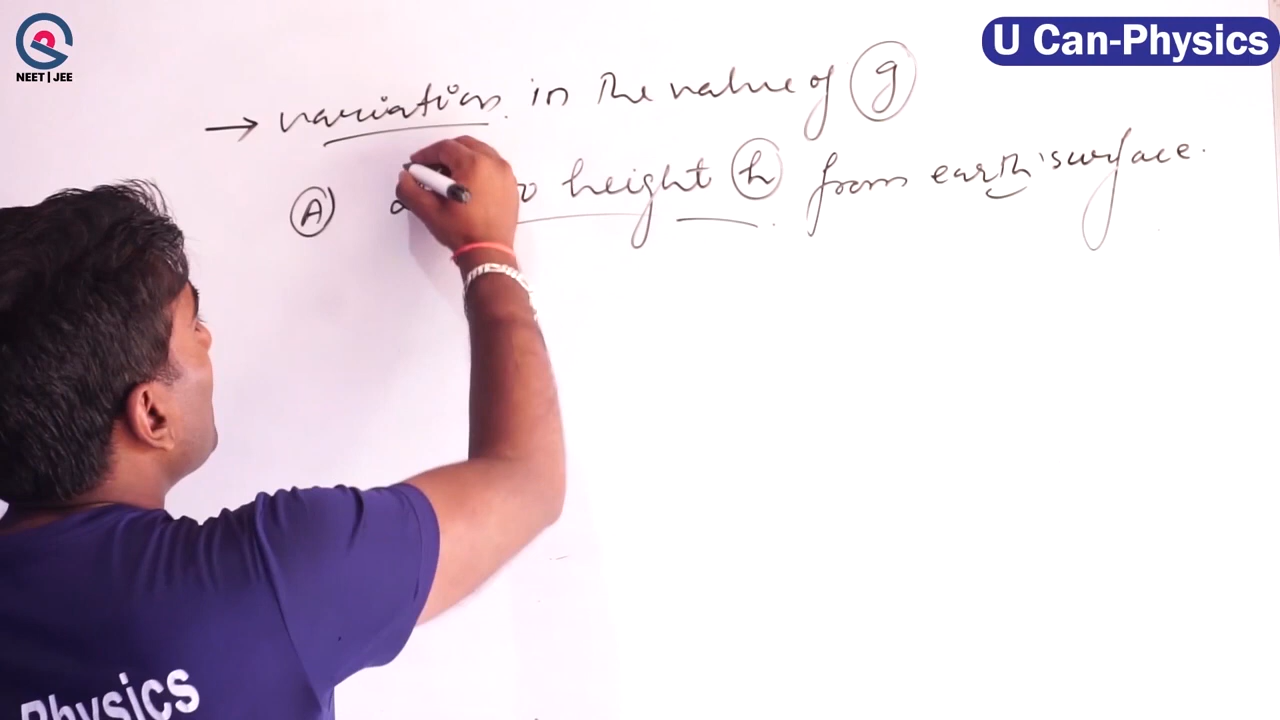 NEET | JEE
U Can-Physics
→ variation in the value of g
(A) height h from earth's surface.
Physics